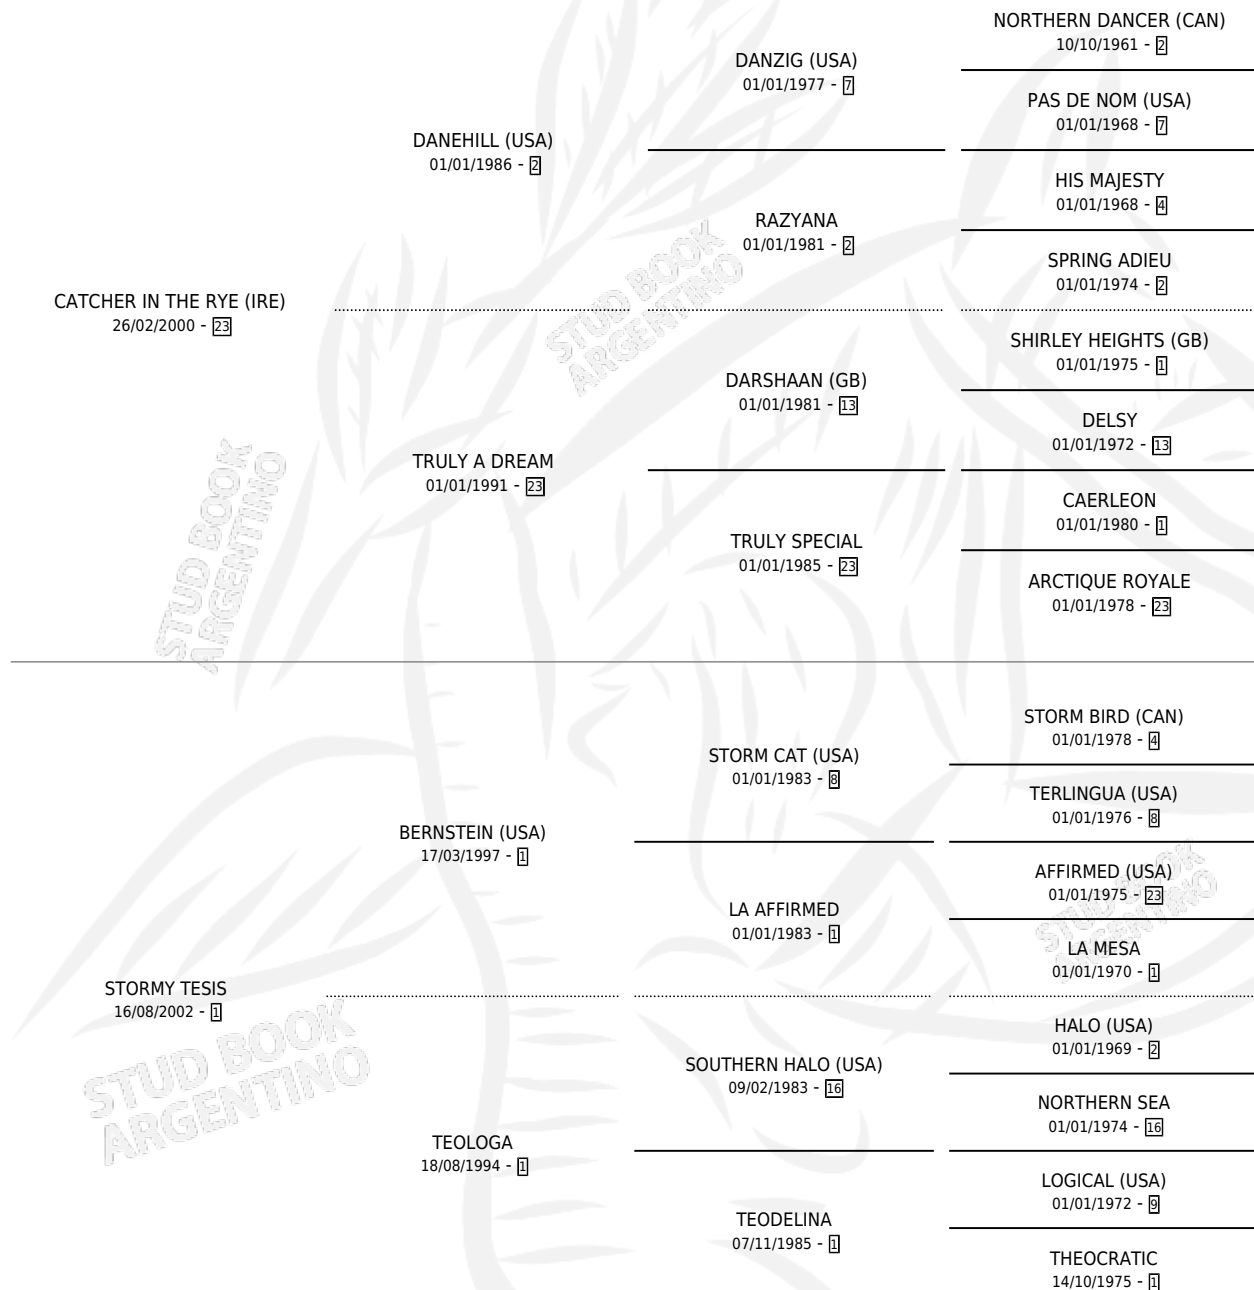 NORTHERN DANCER (CAN)
10/10/1961 - 2
DANZIG (USA)
01/01/1977 - 7
PAS DE NOM (USA)
01/01/1968 - 7
DANEHILL (USA)
01/01/1986 - 2
HIS MAJESTY
01/01/1968 - 4
RAZYANA
01/01/1981 - 2
SPRING ADIEU
01/01/1974 - 2
CATCHER IN THE RYE (IRE)
26/02/2000 - 23
SHIRLEY HEIGHTS (GB)
01/01/1975 - 1
DARSHAAN (GB)
01/01/1981 - 13
DELSY
01/01/1972 - 13
TRULY A DREAM
01/01/1991 - 23
CAERLEON
01/01/1980 - 1
TRULY SPECIAL
01/01/1985 - 23
ARCTIQUE ROYALE
01/01/1978 - 23
STORM BIRD (CAN)
01/01/1978 - 4
STORM CAT (USA)
01/01/1983 - 8
TERLINGUA (USA)
01/01/1976 - 8
BERNSTEIN (USA)
17/03/1997 - 1
AFFIRMED (USA)
01/01/1975 - 23
LA AFFIRMED
01/01/1983 - 1
LA MESA
01/01/1970 - 1
STORMY TESIS
16/08/2002 - 1
HALO (USA)
01/01/1969 - 2
SOUTHERN HALO (USA)
09/02/1983 - 16
NORTHERN SEA
01/01/1974 - 16
TEOLOGA
18/08/1994 - 1
LOGICAL (USA)
01/01/1972 - 9
TEODELINA
07/11/1985 - 1
THEOCRATIC
14/10/1975 - 1
STUD BOOK
ARGENTINO
STUD BOOK
ARGENTINO
STUD BOOK
ARGENTINO
STUD BOOK
ARGENTINO